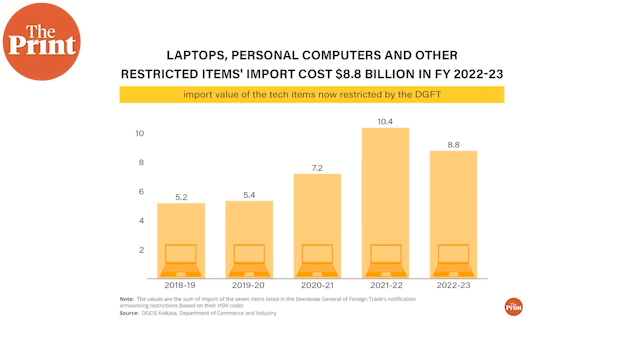 The
Print
LAPTOPS, PERSONAL COMPUTERS AND OTHER
RESTRICTED ITEMS' IMPORT COST $8.8 BILLION IN FY 2022-23
import value of the tech items now restricted by the DGFT
10
8
6
4
2
5.2
5.4
7.2
10.4
8.8
2018-19
2019-20
2020-21
2021-22
2022-23
Note: The values are the sum of import of the seven items listed in the Directorate General of Foreign Trade's notification
announcing restrictions (based on their HSN code)
Source: DGCIS Kolkata, Department of Commerce and Industry
The
Print